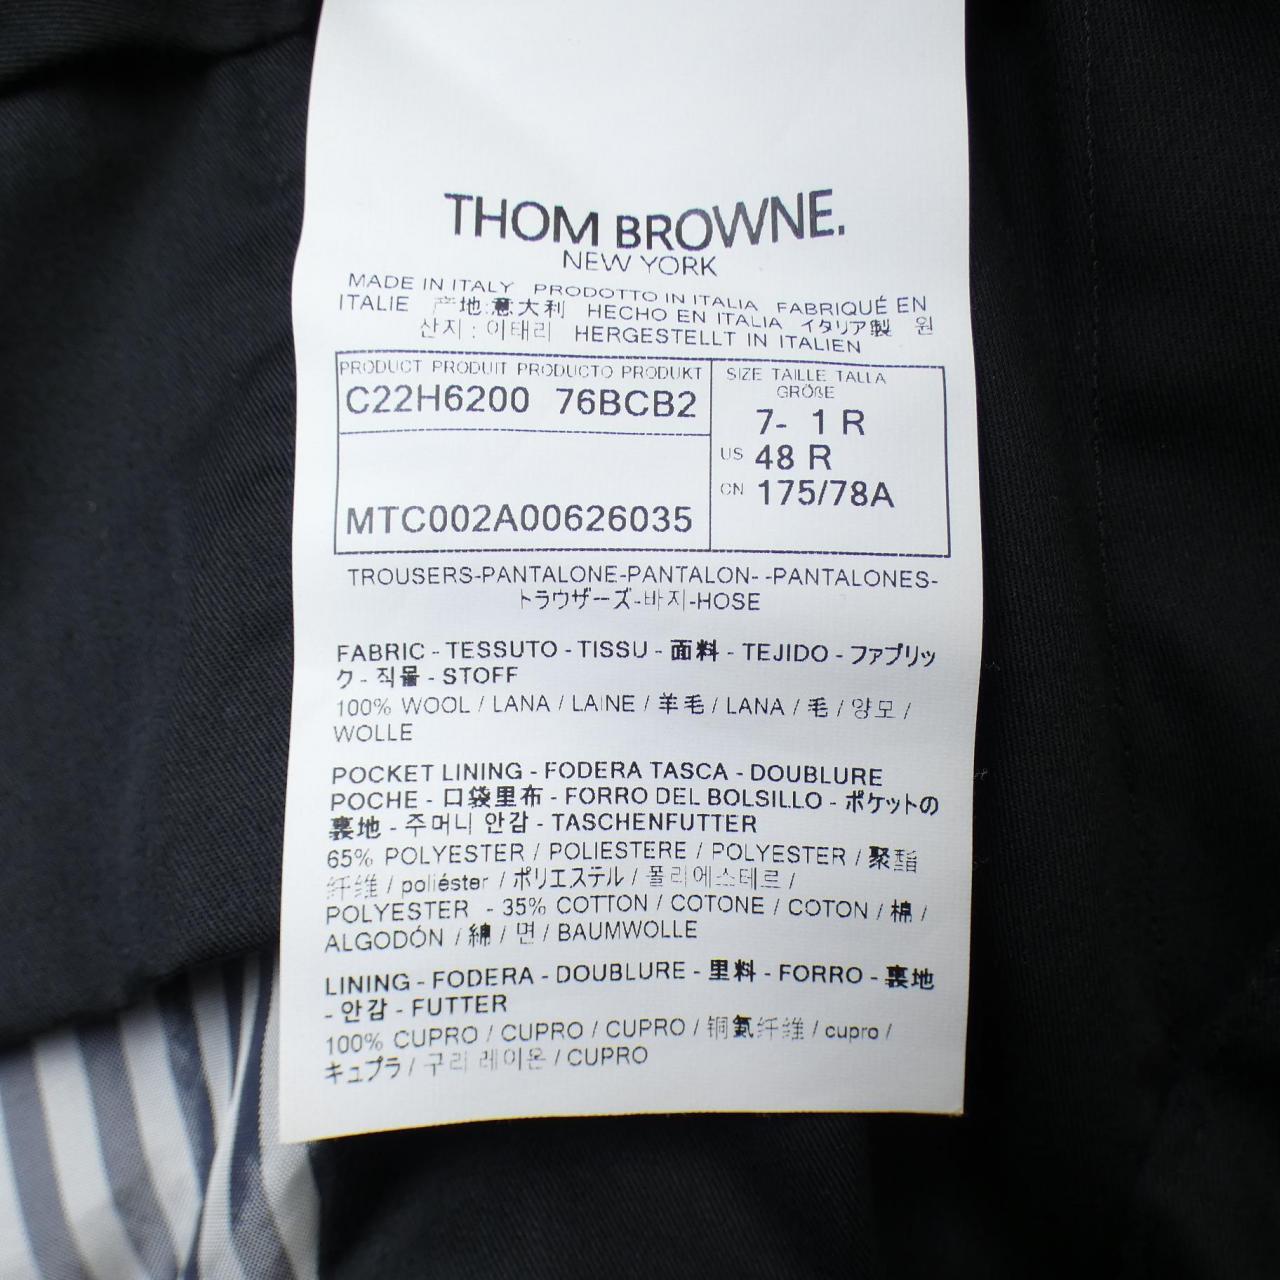 THOM BROWNE.
NEW YORK
MADE IN ITALY PRODOTTO IN ITALIA FABRIQUÉ EN
ITALIE 产地:意大利 HECHO EN ITALIA イタリア製 원
산지 : 이태리 HERGESTELLT IN ITALIEN
PRODUCT PRODUIT PRODUCTO PRODUKT
C22H6200 76BCB2
MTC002A00626035
SIZE TAILLE TALLA
GRÖßE
7- 1 R
US 48 R
CN 175/78A
TROUSERS-PANTALONE-PANTALON- -PANTALONES-
トラウザーズ-바지-HOSE
FABRIC - TESSUTO - TISSU - 面料 - TEJIDO - ファブリッ
ク - 직물 - STOFF
100% WOOL / LANA / LAINE / 羊毛 / LANA / 毛 / 양모 /
WOLLE
POCKET LINING - FODERA TASCA - DOUBLURE
POCHE - 口袋里布 - FORRO DEL BOLSILLO - ポケットの
裏地 - 주머니 안감 - TASCHENFUTTER
65% POLYESTER / POLIESTERE / POLYESTER / 聚酯
纤维 / poliéster / ポリエステル / 폴리에스테르 /
POLYESTER - 35% COTTON / COTONE / COTON / 棉 /
ALGODÓN / 綿 / 면 / BAUMWOLLE
LINING - FODERA - DOUBLURE - 里料 - FORRO - 裏地
- 안감 - FUTTER
100% CUPRO / CUPRO / CUPRO / 铜氨纤维 / cupro /
キュプラ / 구리 레이온 / CUPRO